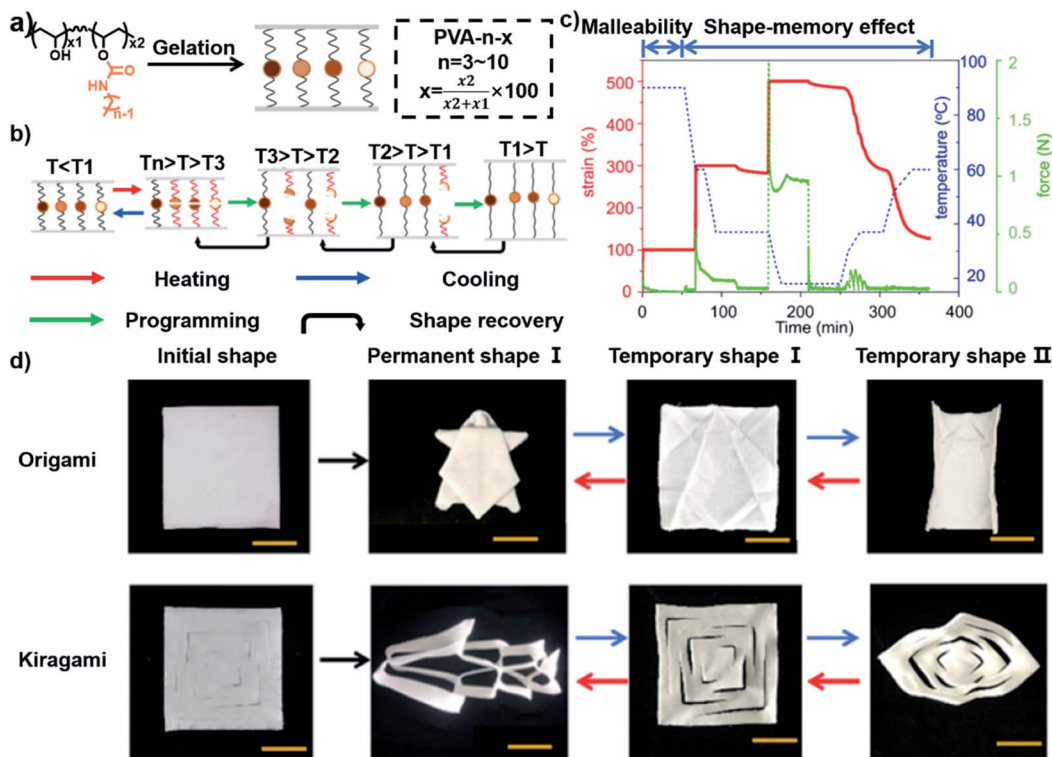 a)
x1
x2
OH
O
O
HN
n-1
Gelation
PVA-n-x
n=3~10
x=x2/x2+x1×100
b)
T<T1
Tn>T>T3
T3>T>T2
T2>T>T1
T1>T
Heating
Cooling
Programming
Shape recovery
c)
Malleability
Shape-memory effect
strain (%)
500
400
300
200
100
0
temperature (°C)
100
80
60
40
20
force (N)
2
1.5
1
0.5
0
0
100
200
300
400
Time (min)
d)
Initial shape
Permanent shape Ⅰ
Temporary shape Ⅰ
Temporary shape Ⅱ
Origami
Kiragami